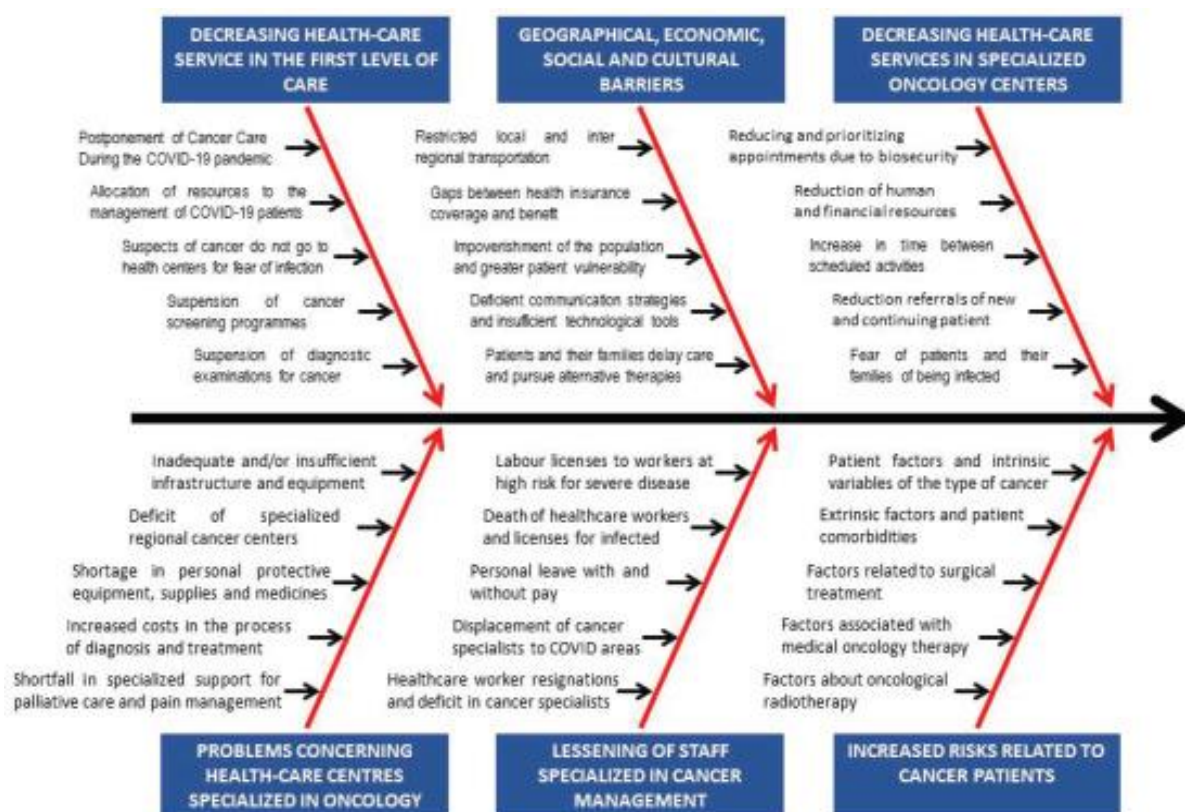 DECREASING HEALTH-CARE
SERVICE IN THE FIRST LEVEL OF
CARE
Postponement of Cancer Care
During the COVID-19 pandemic
Allocation of resources to the
management of COVID-19 patients
Suspects of cancer do not go to
health centers for fear of infection
Suspension of cancer
screening programmes
Suspension of diagnostic
examinations for cancer
GEOGRAPHICAL, ECONOMIC,
SOCIAL AND CULTURAL
BARRIERS
Restricted local and inter
regional transportation
Gaps between health insurance
coverage and benefit
Impoverishment of the population
and greater patient vulnerability
Deficient communication strategies
and insufficient technological tools
Patients and their families delay care
and pursue alternative therapies
DECREASING HEALTH-CARE
SERVICES IN SPECIALIZED
ONCOLOGY CENTERS
Reducing and prioritizing
appointments due to biosecurity
Reduction of human
and financial resources
Increase in time between
scheduled activities
Reduction referrals of new
and continuing patient
Fear of patients and their
families of being infected
Inadequate and/or insufficient
infrastructure and equipment
Deficit of specialized
regional cancer centers
Shortage in personal protective
equipment, supplies and medicines
Increased costs in the process
of diagnosis and treatment
Shortfall in specialized support for
palliative care and pain management
PROBLEMS CONCERNING
HEALTH-CARE CENTRES
SPECIALIZED IN ONCOLOGY
Labour licenses to workers at
high risk for severe disease
Death of healthcare workers
and licenses for infected
Personal leave with and
without pay
Displacement of cancer
specialists to COVID areas
Healthcare worker resignations
and deficit in cancer specialists
LESSENING OF STAFF
SPECIALIZED IN CANCER
MANAGEMENT
Patient factors and intrinsic
variables of the type of cancer
Extrinsic factors and patient
comorbidities
Factors related to surgical
treatment
Factors associated with
medical oncology therapy
Factors about oncological
radiotherapy
INCREASED RISKS RELATED TO
CANCER PATIENTS